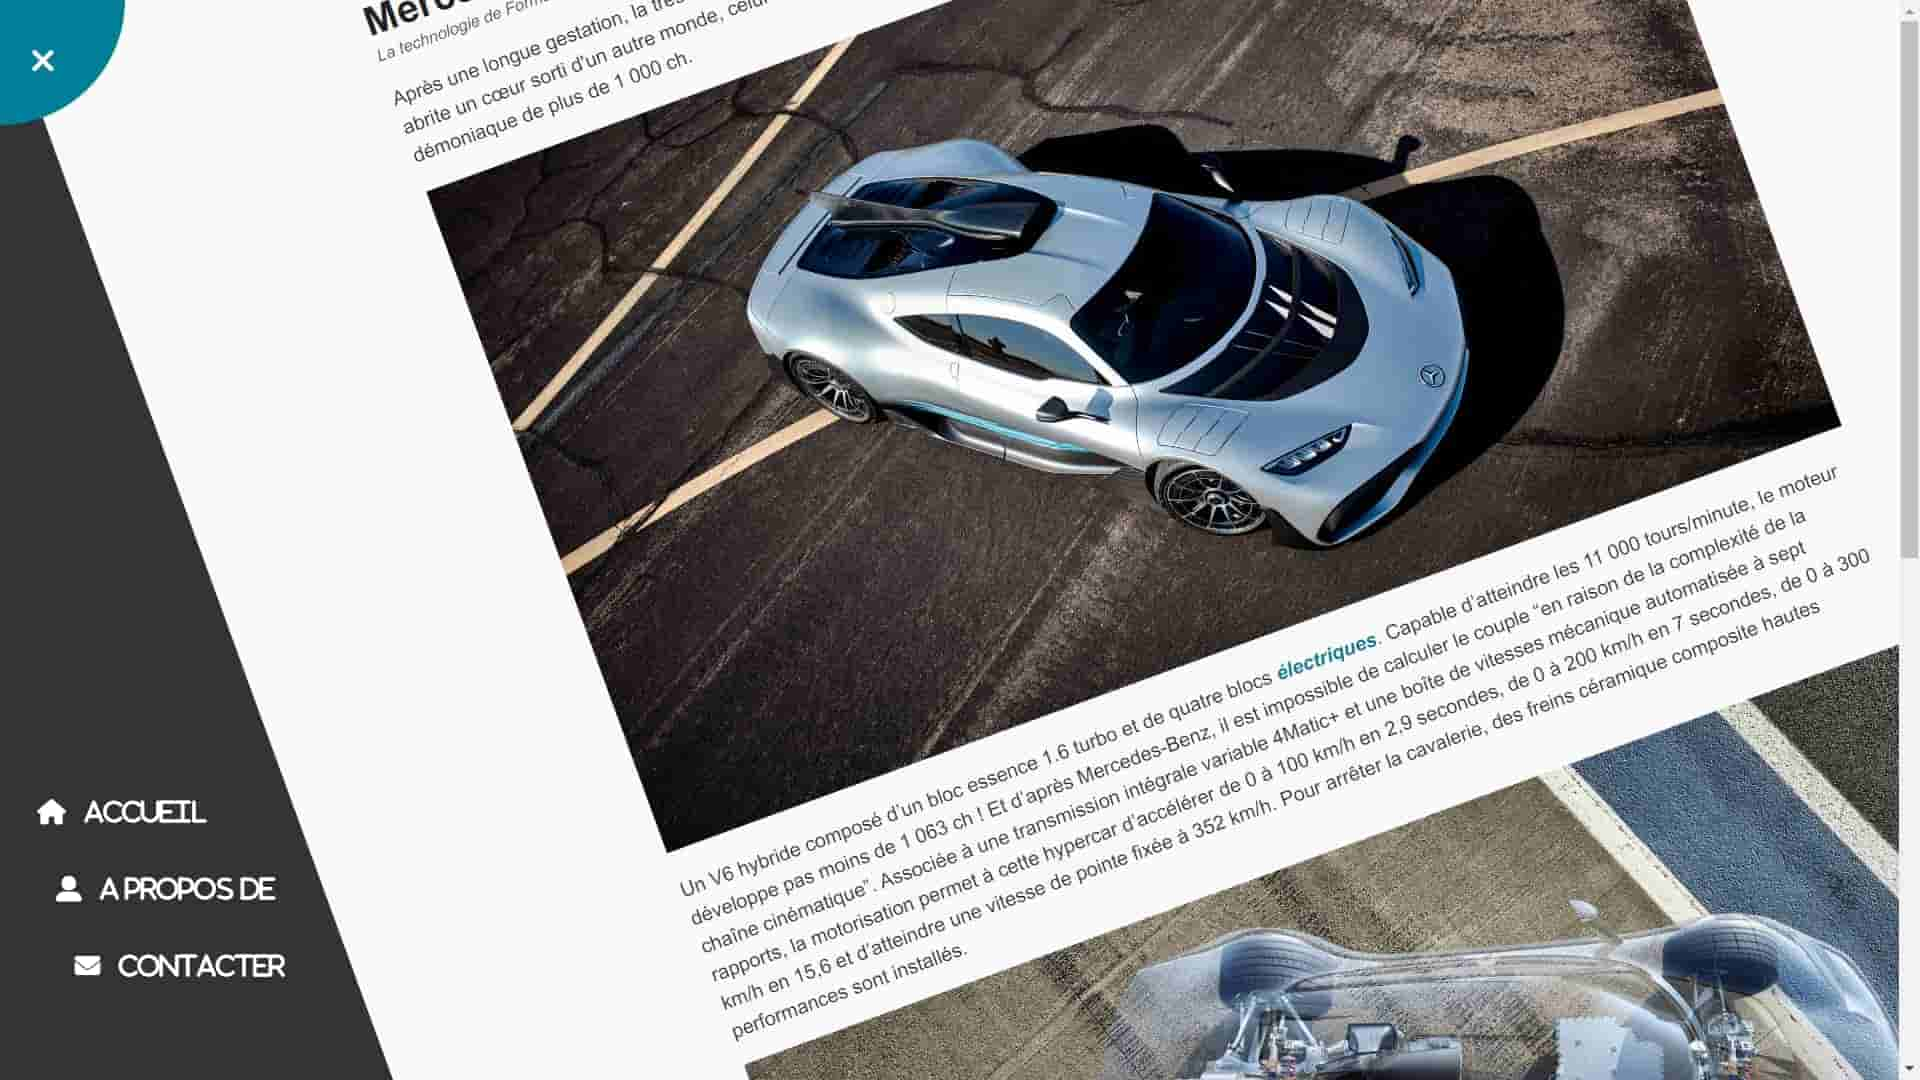 La technologie de
Après une longue gestation, la
abrite un cœur sorti d'un autre monde,
démoniaque de plus de 1 000 ch.
Un V6 hybride composé d'un bloc essence 1.6 turbo et de quatre blocs électriques. Capable d'atteindre les 11 000 tours/minute, le moteur
développe pas moins de 1 063 ch ! Et d'après Mercedes-Benz, il est impossible de calculer le couple “en raison de la complexité de la
chaîne cinématique”. Associée à une transmission intégrale variable 4Matic+ et une boîte de vitesses mécanique automatisée à sept
rapports, la motorisation permet à cette hypercar d'accélérer de 0 à 100 km/h en 2,9 secondes, de 0 à 200 km/h en 7 secondes, de 0 à 300
km/h en 15,6 et d'atteindre une vitesse de pointe fixée à 352 km/h. Pour arrêter la cavalerie, des freins céramique composite hautes
performances sont installés.
ACCUEIL
A PROPOS DE
CONTACTER